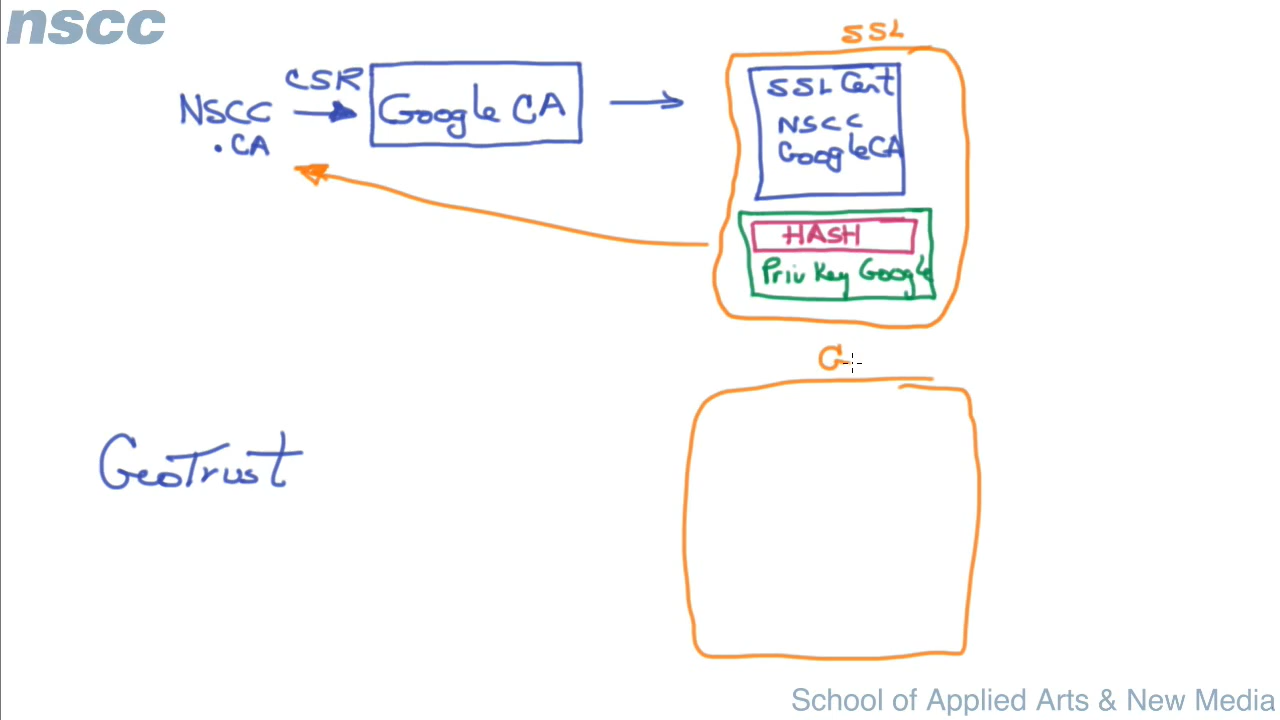 nscc
SSL
CSR
NSCC
.CA
Google CA
SSL Cert
NSCC
GoogleCA
HASH
Priv Key Google
G
GeoTrust
School of Applied Arts & New Media